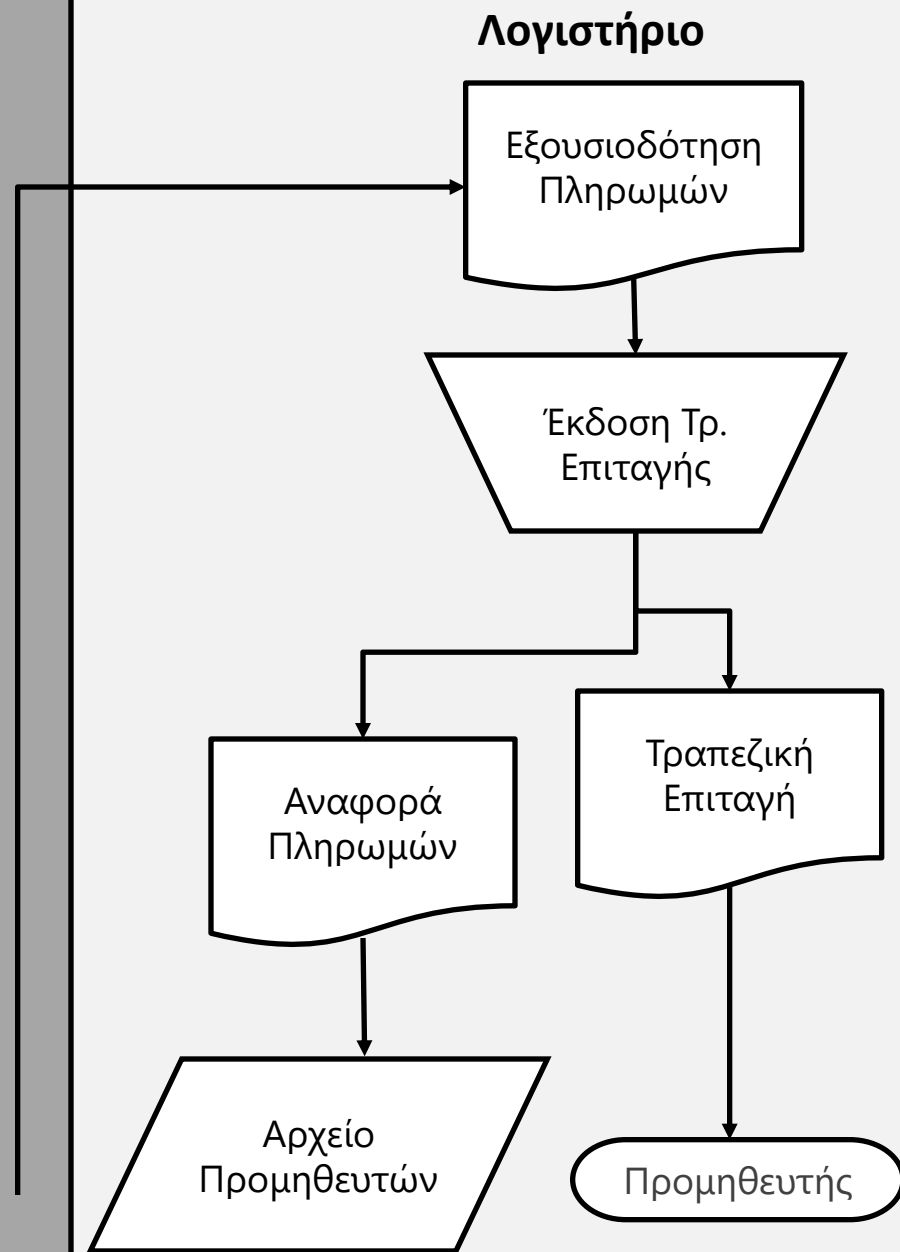 Λογιστήριο
Εξουσιοδότηση
Πληρωμών
Έκδοση Τρ.
Επιταγής
Αναφορά
Πληρωμών
Τραπεζική
Επιταγή
Αρχείο
Προμηθευτών
Προμηθευτής